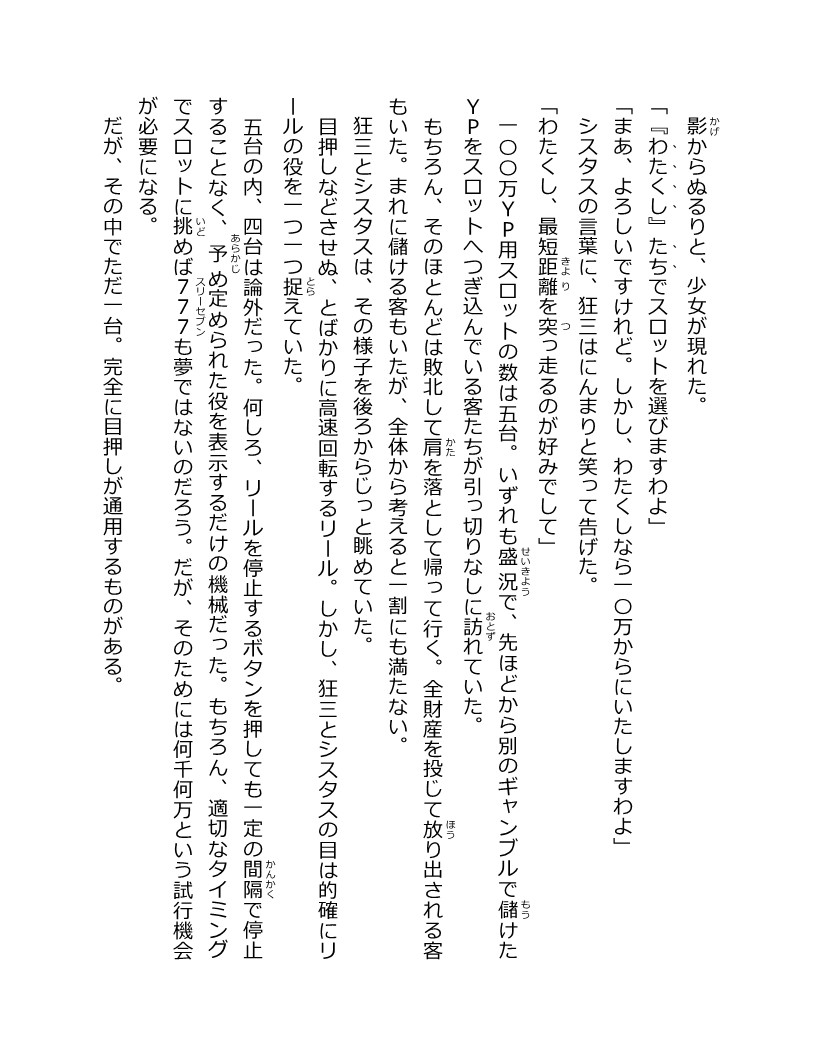 影からぬるりと、少女が現れた。
「『わたくし』たちでスロットを選びますわよ」
「まあ、よろしいですけれど。しかし、わたくしなら一〇万からにいたしますわよ」
シスタスの言葉に、狂三はにんまりと笑って告げた。
「わたくし、最短距離を突っ走るのが好みでして」
一〇〇万ＹＰ用スロットの数は五台。いずれも盛況で、先ほどから別のギャンブルで儲けた
ＹＰをスロットへつぎ込んでいる客たちが引っ切りなしに訪れていた。
もちろん、そのほとんどは敗北して肩を落として帰って行く。全財産を投じて放り出される客
もいた。まれに儲ける客もいたが、全体から考えると一割にも満たない。
狂三とシスタスは、その様子を後ろからじっと眺めていた。
目押しなどさせぬ、とばかりに高速回転するリール。しかし、狂三とシスタスの目は的確にリ
ールの役を一つ一つ捉えていた。
五台の内、四台は論外だった。何しろ、リールを停止するボタンを押しても一定の間隔で停止
することなく、予め定められた役を表示するだけの機械だった。もちろん、適切なタイミング
でスロットに挑めば７７７も夢ではないのだろう。だが、そのためには何千何万という試行機会
が必要になる。
だが、その中でただ一台。完全に目押しが通用するものがある。